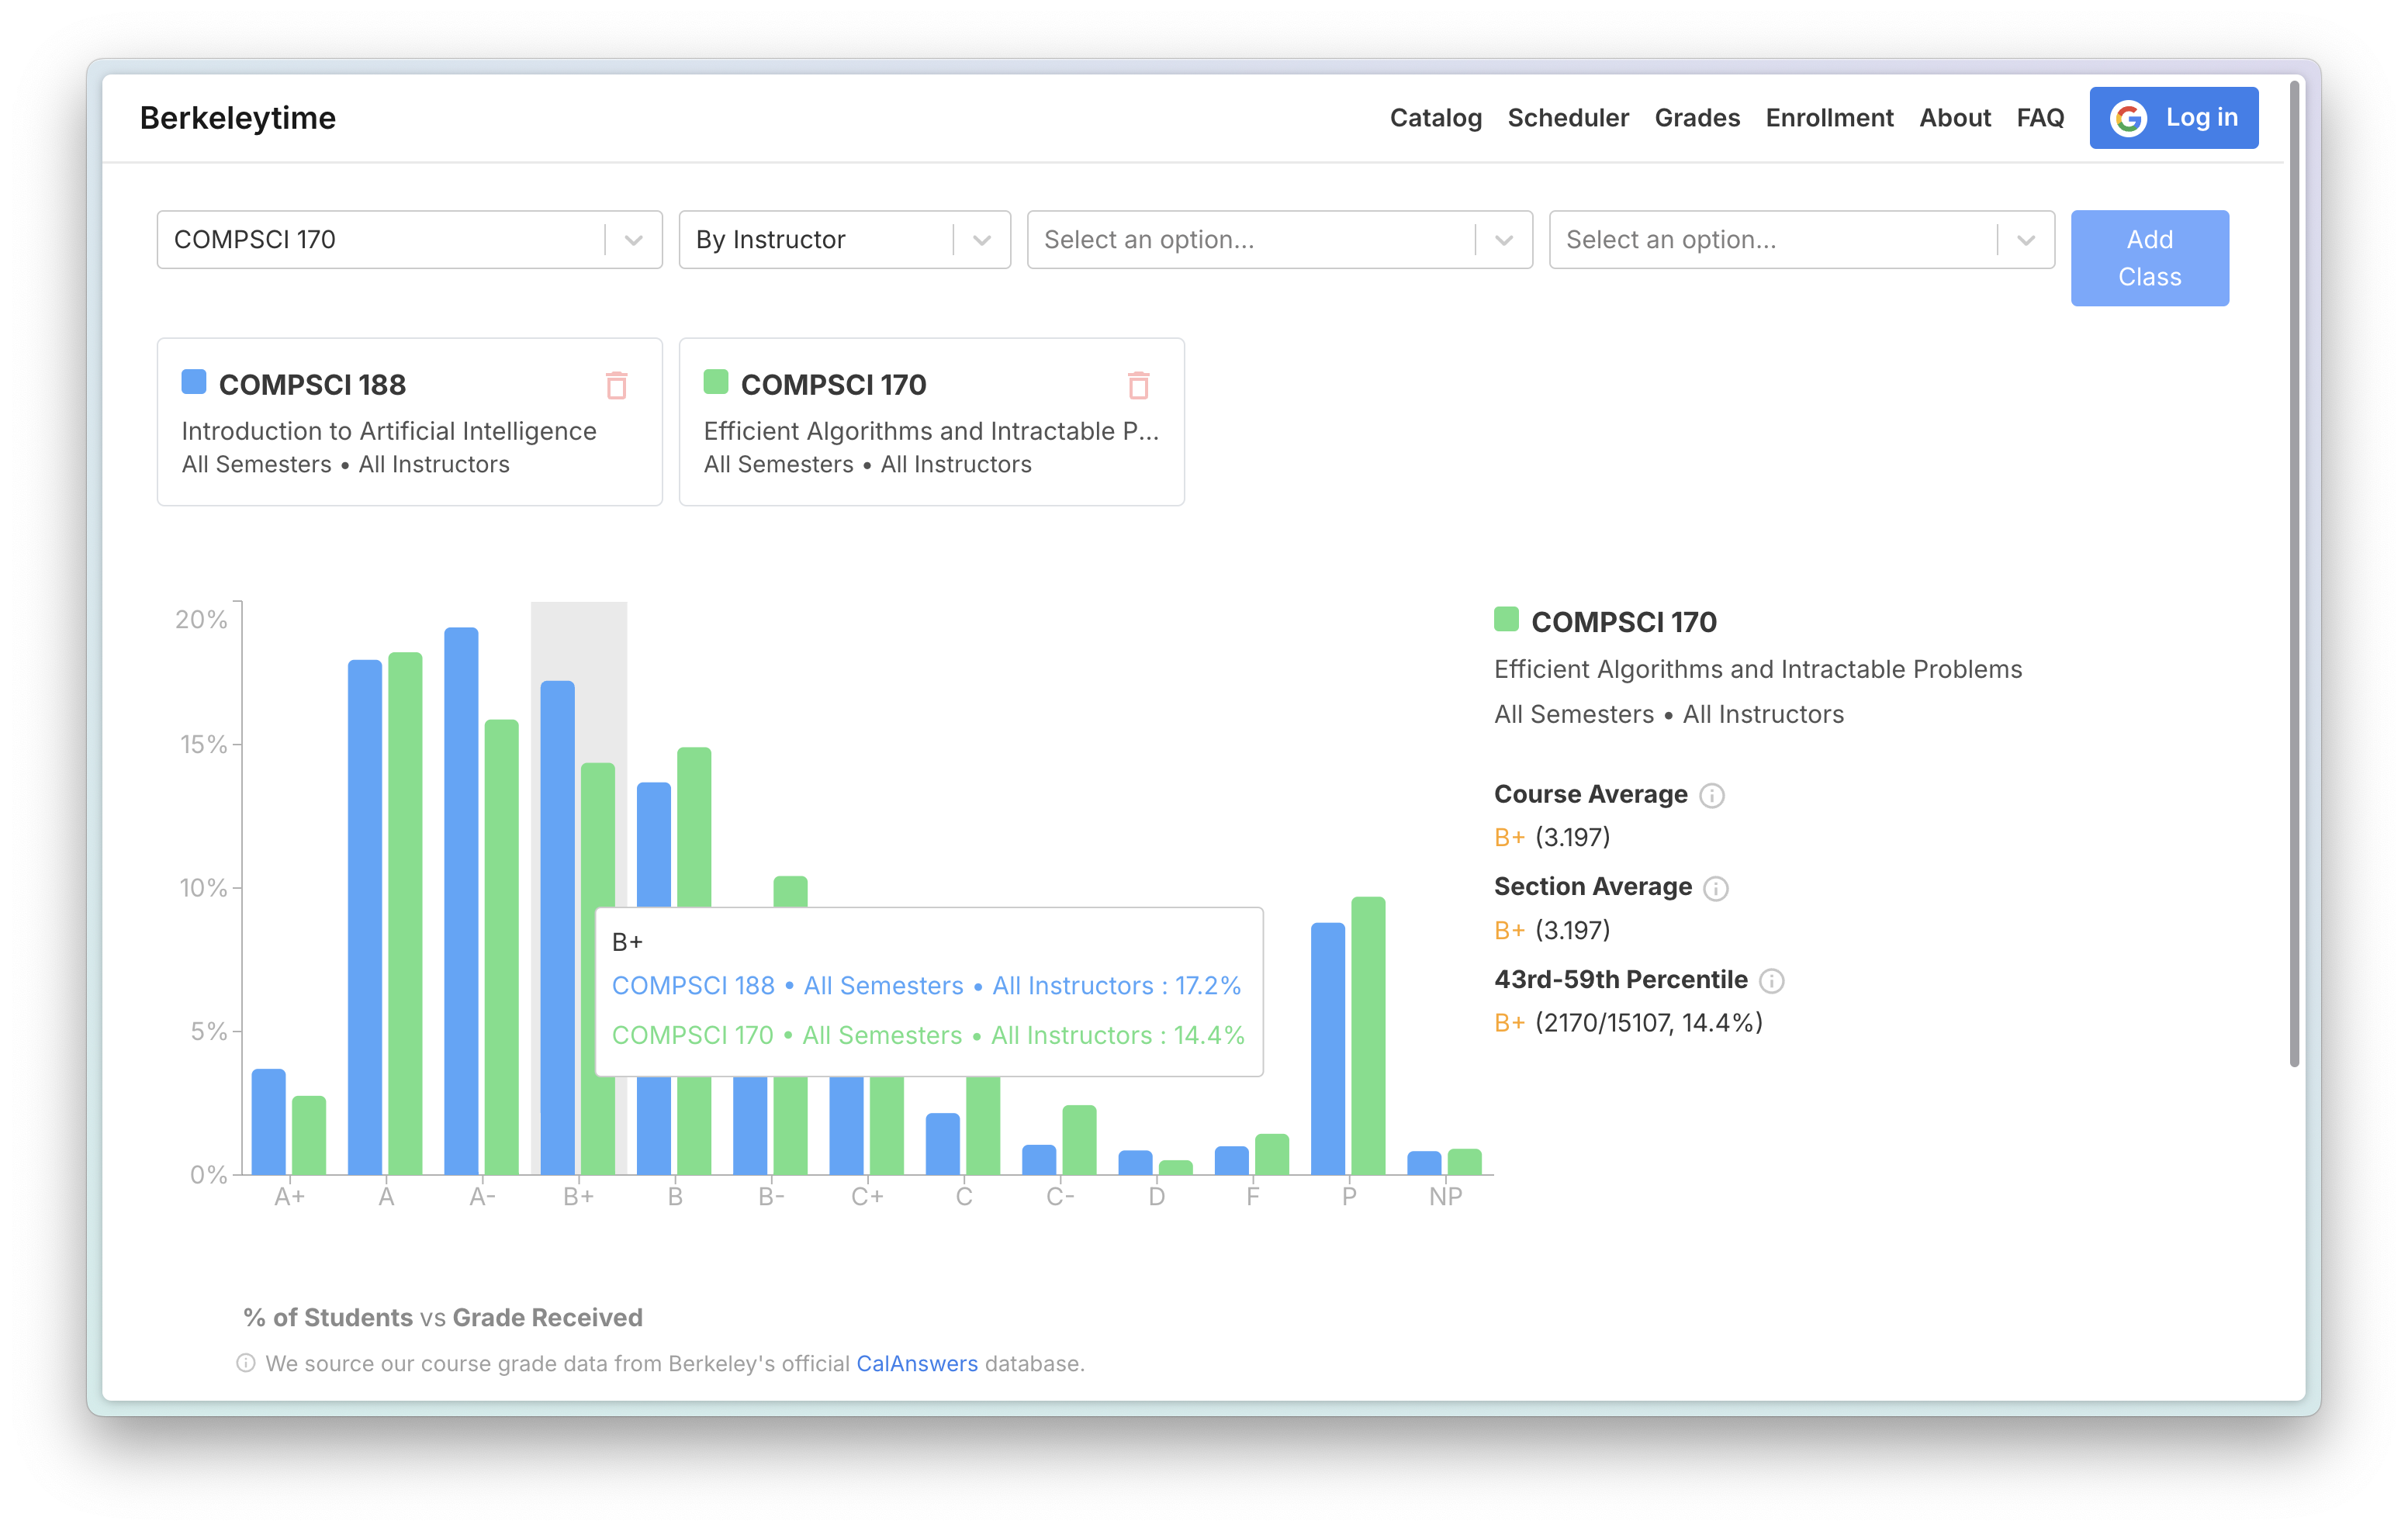 Berkeleytime
Catalog Scheduler Grades Enrollment About FAQ Log in
COMPSCI 170
By Instructor
Select an option...
Select an option...
Add
Class
COMPSCI 188
Introduction to Artificial Intelligence
All Semesters • All Instructors
COMPSCI 170
Efficient Algorithms and Intractable P...
All Semesters • All Instructors
20%
15%
10%
5%
0%
A+ A A- B+ B B- C+ C C- D F P NP
B+
COMPSCI 188 • All Semesters • All Instructors : 17.2%
COMPSCI 170 • All Semesters • All Instructors : 14.4%
COMPSCI 170
Efficient Algorithms and Intractable Problems
All Semesters • All Instructors
Course Average
B+ (3.197)
Section Average
B+ (3.197)
43rd-59th Percentile
B+ (2170/15107, 14.4%)
% of Students vs Grade Received
We source our course grade data from Berkeley's official CalAnswers database.